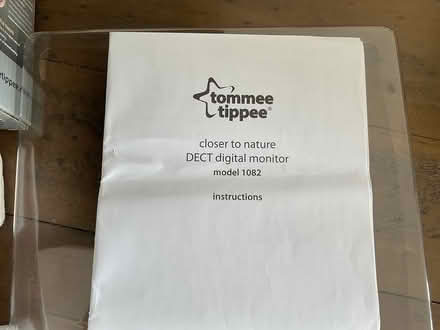 tommee
tippee®
closer to nature
DECT digital monitor
model 1082
instructions